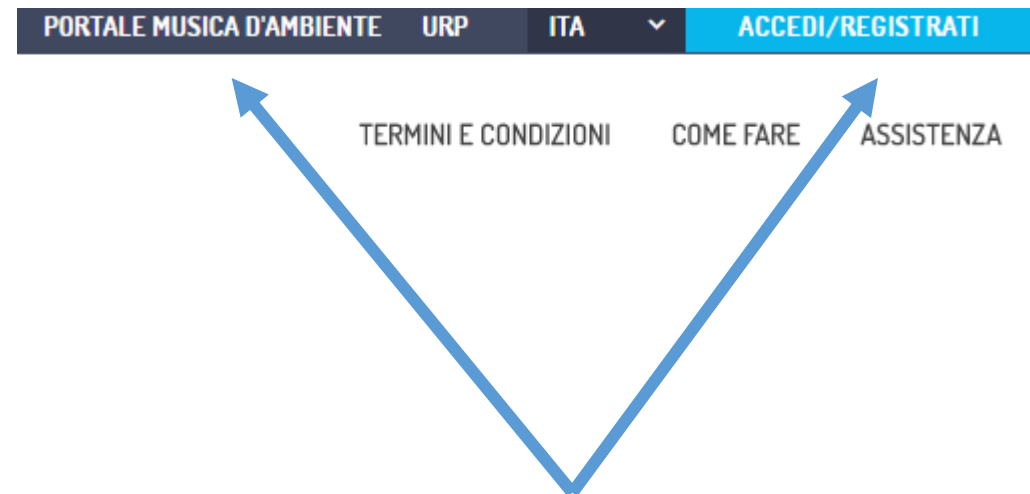 PORTALE MUSICA D'AMBIENTE URP ITA ACCEDI/REGISTRATI
TERMINI E CONDIZIONI COME FARE ASSISTENZA